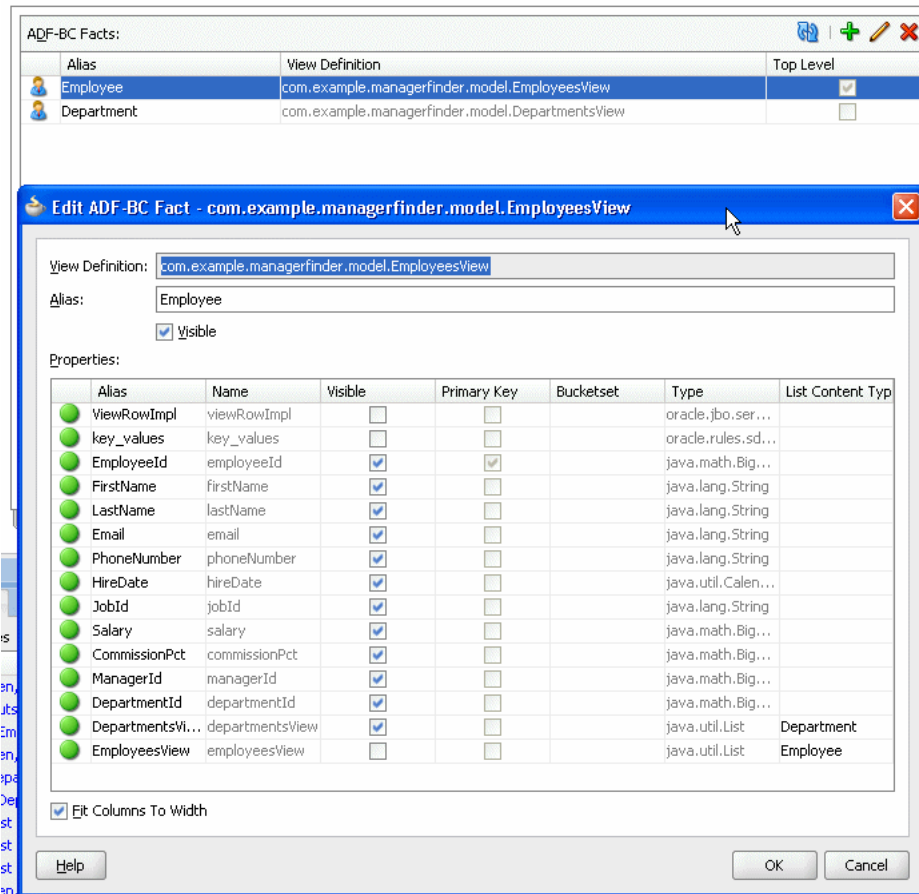 ADF-BC Facts:
Alias View Definition Top Level
Employee com.example.managerfinder.model.EmployeesView
Department com.example.managerfinder.model.DepartmentsView
Edit ADF-BC Fact - com.example.managerfinder.model.EmployeesView
View Definition: com.example.managerfinder.model.EmployeesView
Alias: Employee
Visible
Properties:
Alias Name Visible Primary Key Bucketset Type List Content Typ
ViewRowImpl viewRowImpl oracle.jbo.ser...
key_values key_values oracle.rules.sd...
EmployeeId employeeId java.math.Big...
FirstName firstName java.lang.String
LastName lastName java.lang.String
Email email java.lang.String
PhoneNumber phoneNumber java.lang.String
HireDate hireDate java.util.Calen...
JobId jobId java.lang.String
Salary salary java.math.Big...
CommissionPct commissionPct java.math.Big...
ManagerId managerId java.math.Big...
DepartmentId departmentId java.math.Big...
DepartmentsVi... departmentsView java.util.List Department
EmployeesView employeesView java.util.List Employee
Fit Columns To Width
Help OK Cancel